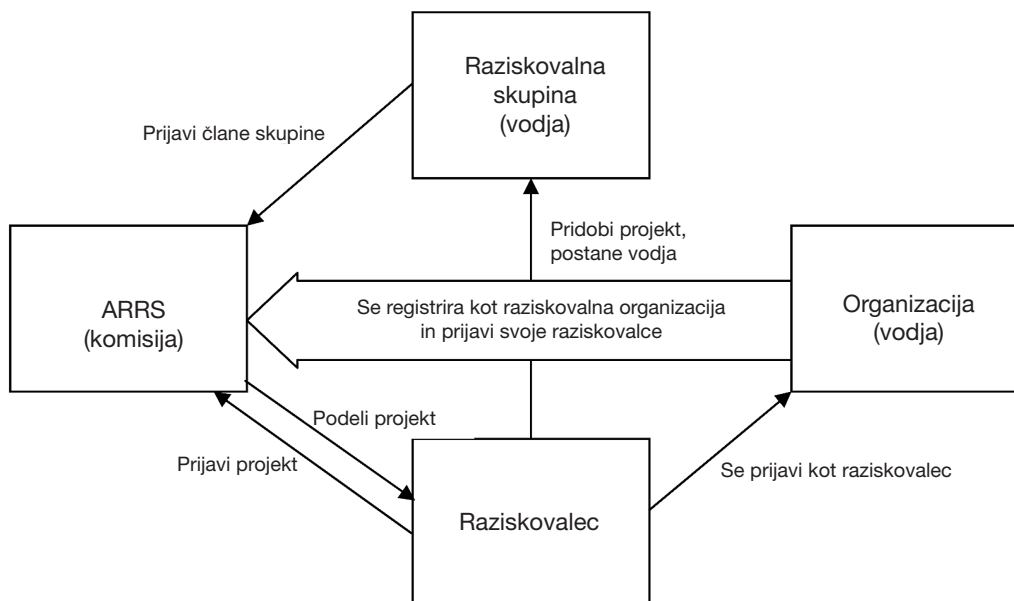 Raziskovalna
skupina
(vodja)
Prijavi člane skupine
Pridobi projekt,
postane vodja
ARRS
(komisija)
Se registrira kot raziskovalna organizacija
in prijavi svoje raziskovalce
Organizacija
(vodja)
Podeli projekt
Prijavi projekt
Se prijavi kot raziskovalec
Raziskovalec